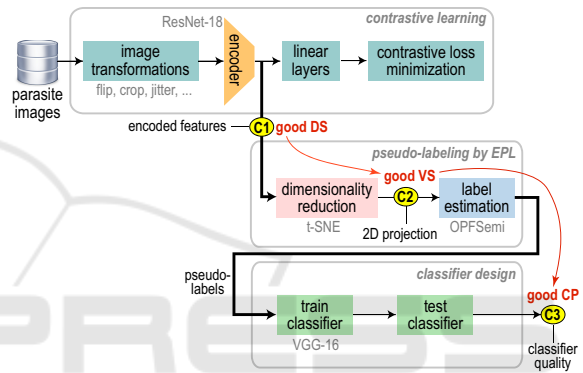 contrastive learning
ResNet-18
image
transformations
encoder
linear
layers
contrastive loss
minimization
flip, crop, jitter, ...
parasite
images
encoded features
C1
good DS
pseudo-labeling by EPL
good VS
dimensionality
reduction
C2
label
estimation
t-SNE
2D projection
OPFSemi
pseudo-
labels
classifier design
good CP
train
classifier
test
classifier
C3
VGG-16
classifier
quality
PRESS